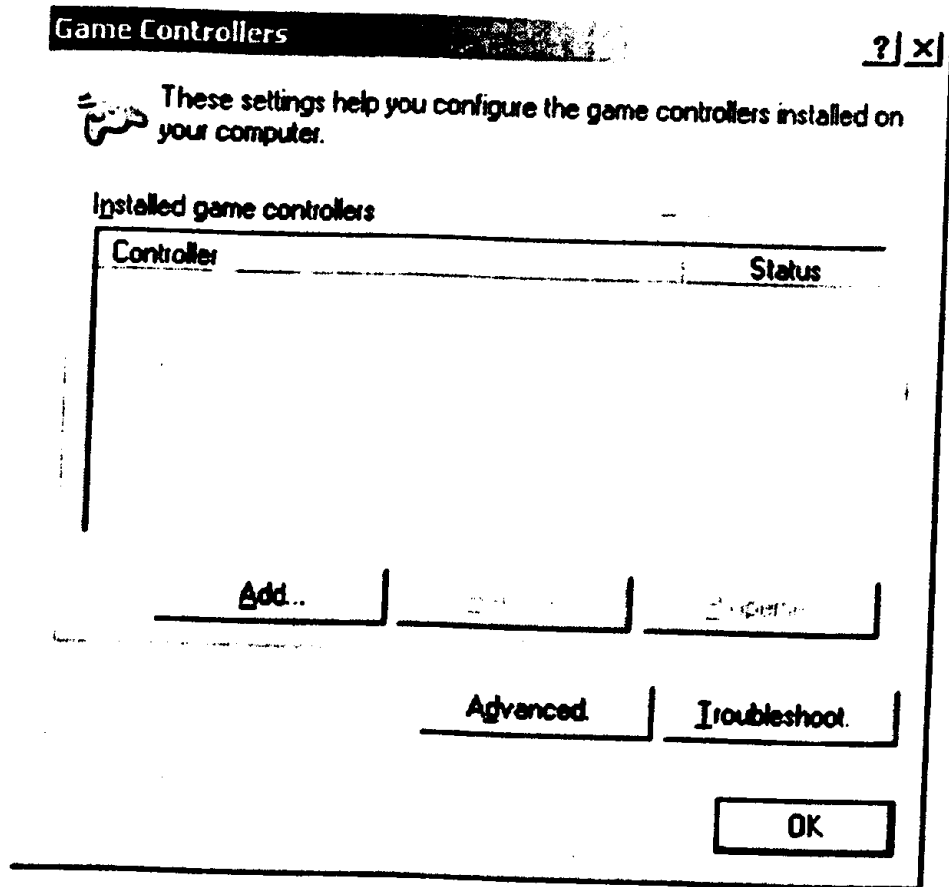 Game Controllers
? ×
These settings help you configure the game controllers installed on
your computer.
Installed game controllers
Controller Status
Add...
Advanced. Troubleshoot.
OK